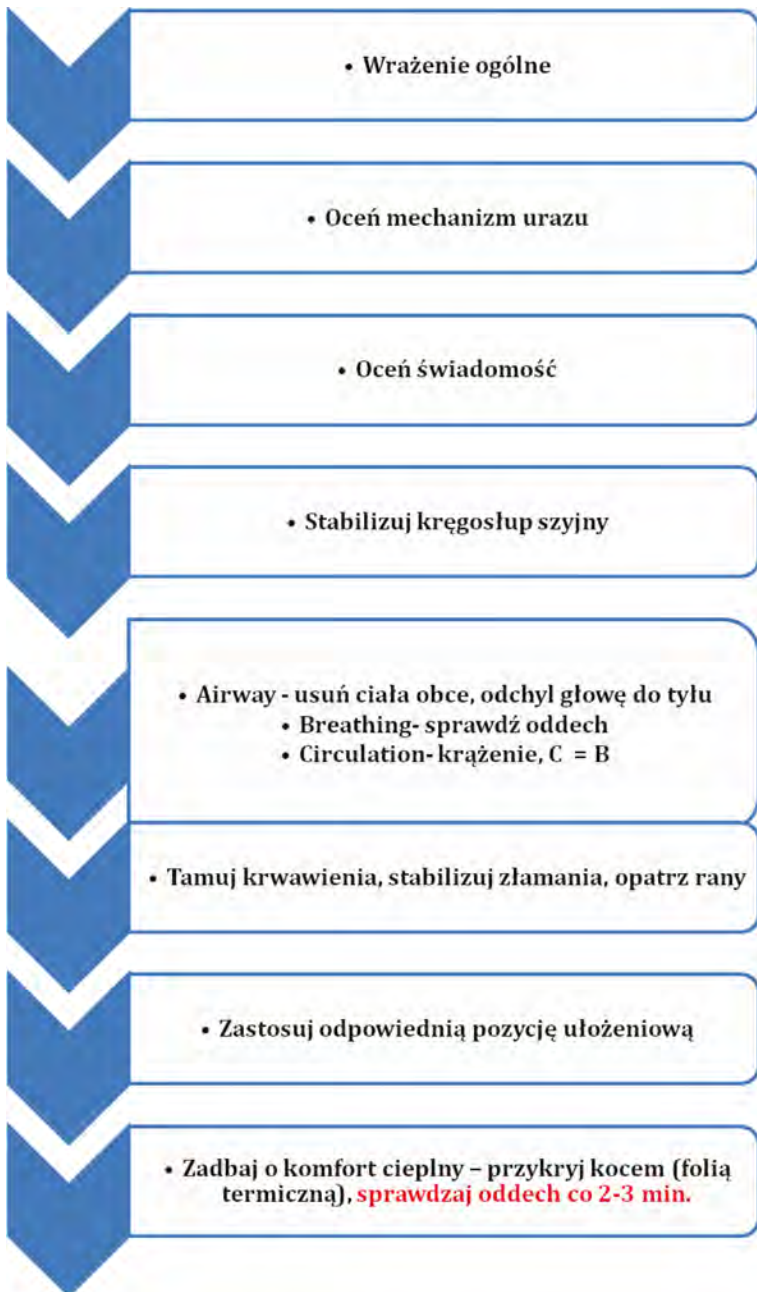 • Wrażenie ogólne
• Oceń mechanizm urazu
• Oceń świadomość
• Stabilizuj kręgosłup szyjny
• Airway - usuń ciała obce, odchyl głowę do tyłu
• Breathing- sprawdź oddech
• Circulation- krążenie, C = B
• Tamuj krwawienia, stabilizuj złamania, opatrz rany
• Zastosuj odpowiednią pozycję ułożeniową
• Zadbaj o komfort cieplny – przykryj kocem (folią
termiczną), sprawdzaj oddech co 2-3 min.